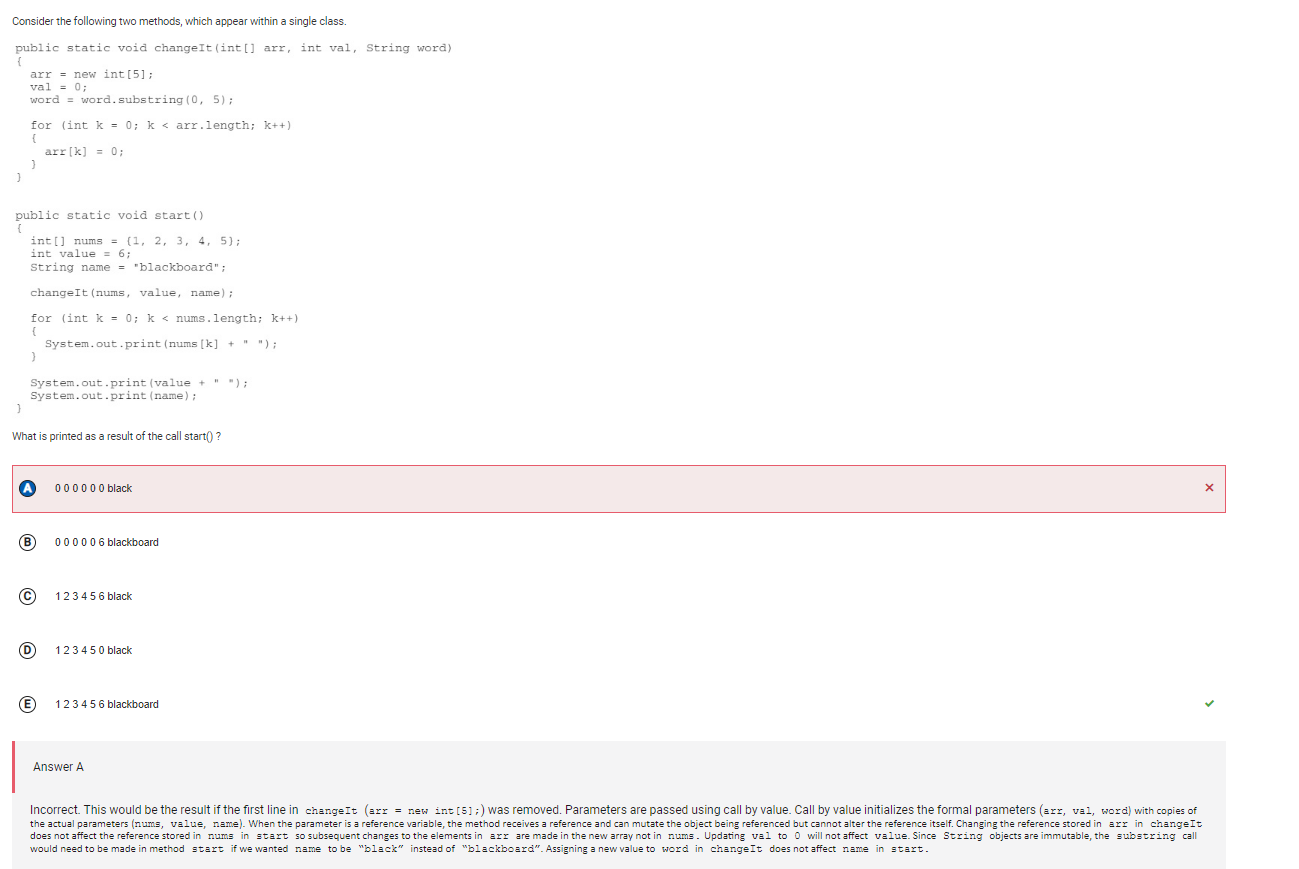 Consider the following two methods, which appear within a single class.
public static void changeIt(int[] arr, int val, String word)
{
arr = new int[5];
val = 0;
word = word.substring(0, 5);
for (int k = 0; k < arr.length; k++)
{
arr[k] = 0;
}
}
public static void start()
{
int[] nums = {1, 2, 3, 4, 5};
int value = 6;
String name = "blackboard";
changeIt(nums, value, name);
for (int k = 0; k < nums.length; k++)
{
System.out.print(nums[k] + " ");
}
System.out.print(value + " ");
System.out.print(name);
}
What is printed as a result of the call start() ?
A 0 0 0 0 0 0 black
B 0 0 0 0 0 6 blackboard
C 1 2 3 4 5 6 black
D 1 2 3 4 5 0 black
E 1 2 3 4 5 6 blackboard
Answer A
Incorrect. This would be the result if the first line in changeIt (arr = new int[5];) was removed. Parameters are passed using call by value. Call by value initializes the formal parameters (arr, val, word) with copies of
the actual parameters (nums, value, name). When the parameter is a reference variable, the method receives a reference and can mutate the object being referenced but cannot alter the reference itself. Changing the reference stored in arr in changeIt
does not affect the reference stored in nums in start so subsequent changes to the elements in arr are made in the new array not in nums. Updating val to 0 will not affect value. Since String objects are immutable, the substring call
would need to be made in method start if we wanted name to be "black" instead of "blackboard". Assigning a new value to word in changeIt does not affect name in start.